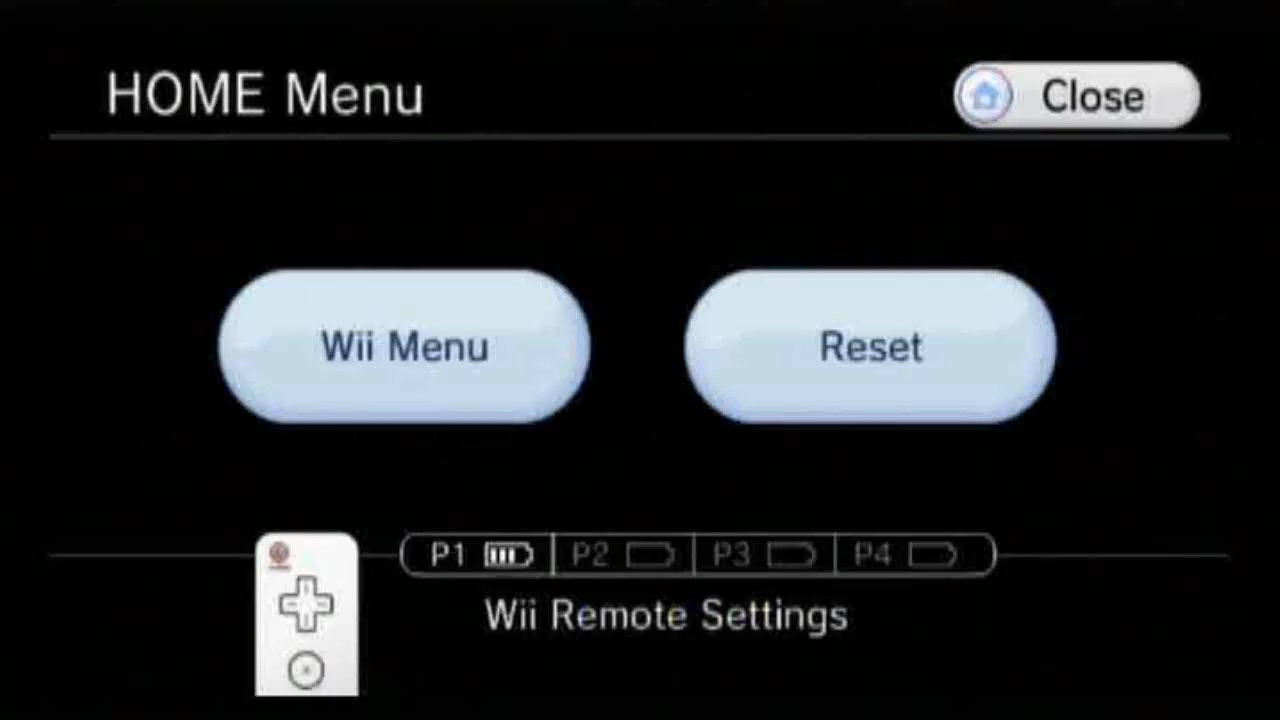 HOME Menu
Close
Wii Menu
Reset
P1 P2 P3 P4
Wii Remote Settings